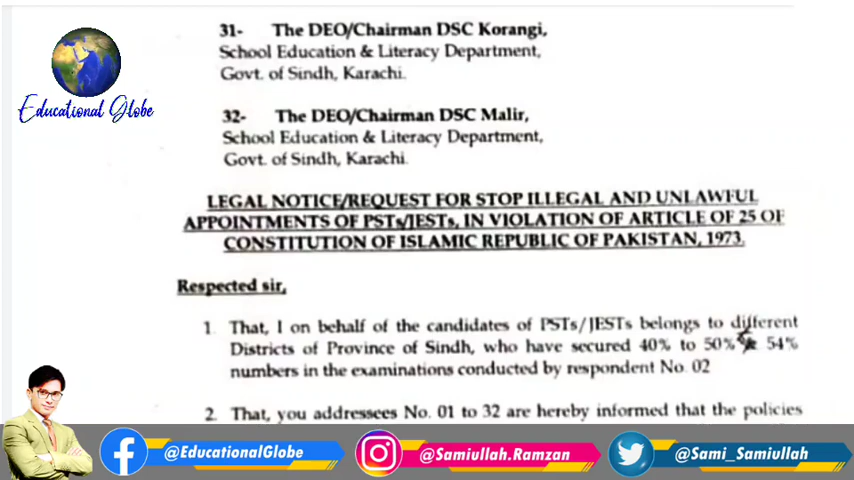 Educational Globe
31- The DEO/Chairman DSC Korangi,
School Education & Literacy Department,
Govt. of Sindh, Karachi.
32- The DEO/Chairman DSC Malir,
School Education & Literacy Department,
Govt. of Sindh, Karachi.
LEGAL NOTICE/REQUEST FOR STOP ILLEGAL AND UNLAWFUL
APPOINTMENTS OF PSTs/JESTs, IN VIOLATION OF ARTICLE OF 25 OF
CONSTITUTION OF ISLAMIC REPUBLIC OF PAKISTAN, 1973.
Respected sir,
1. That, I on behalf of the candidates of PSTs/JESTs belongs to different
Districts of Province of Sindh, who have secured 40% to 50% 54%
numbers in the examinations conducted by respondent No. 02
2. That, you addressees No. 01 to 32 are hereby informed that the policies
@EducationalGlobe
@Samiullah.Ramzan
@Sami_Samiullah